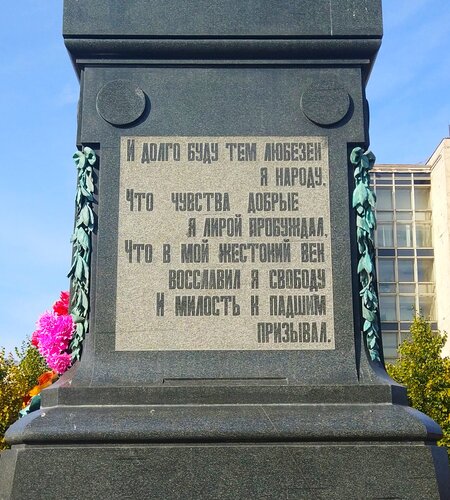 И ДОЛГО БУДУ ТЕМ ЛЮБЕЗЕН
Я НАРОДУ,
ЧТО ЧУВСТВА ДОБРЫЕ
Я ЛИРОЙ ПРОБУЖДАЛ,
ЧТО В МОЙ ЖЕСТОКИЙ ВЕК
ВОССЛАВИЛ Я СВОБОДУ
И МИЛОСТЬ К ПАДШИМ
ПРИЗЫВАЛ.